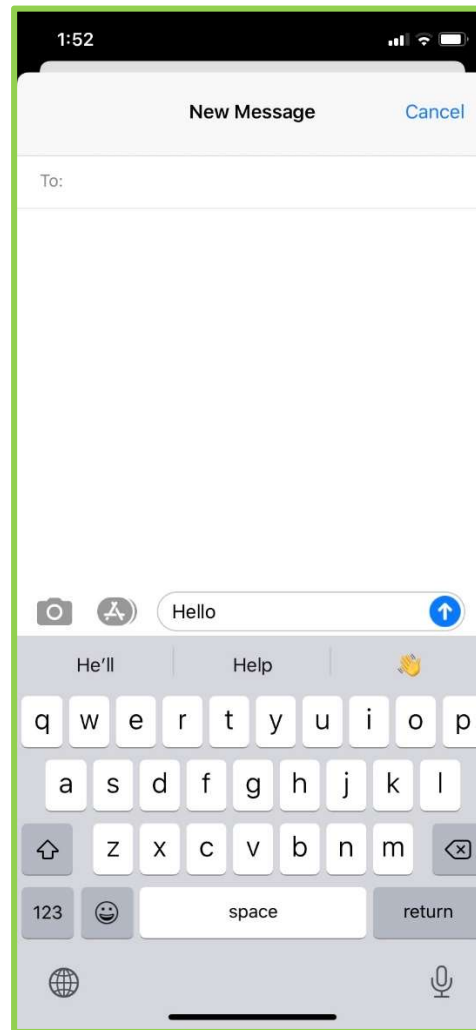 1:52
New Message Cancel
To:
Hello
He'll Help 👋
q w e r t y u i o p
a s d f g h j k l
z x c v b n m
123 space return